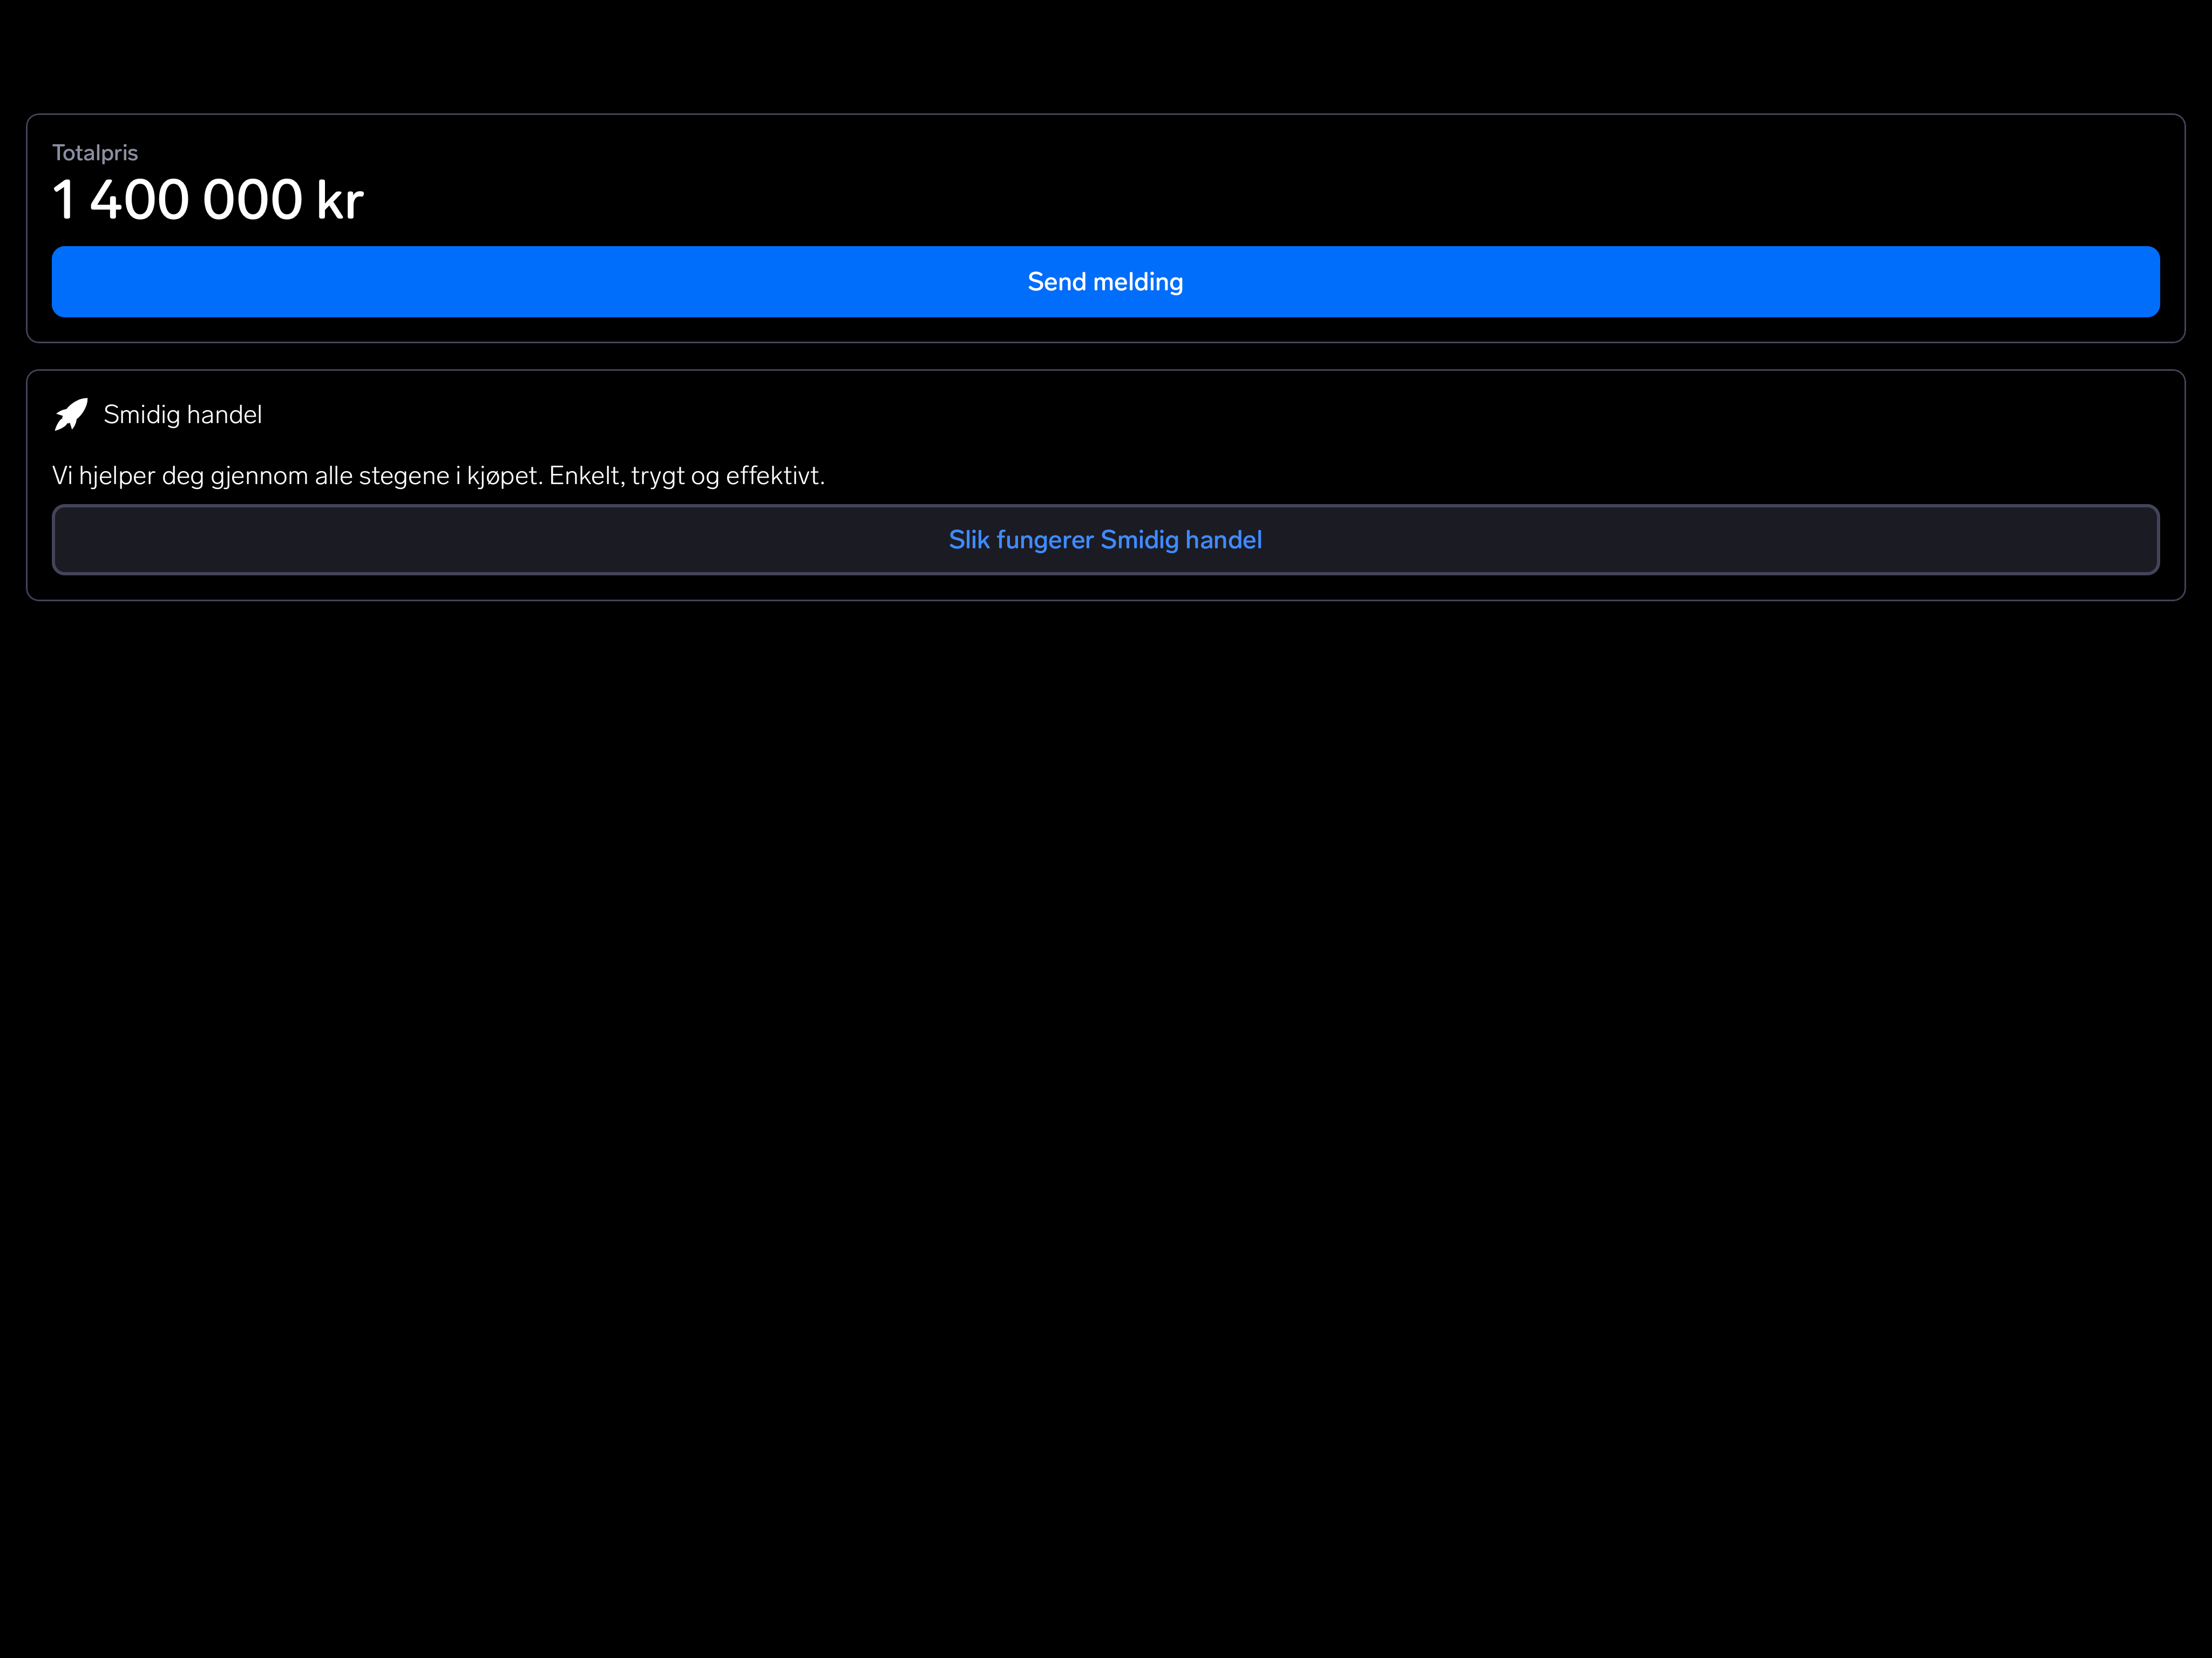 Totalpris
1 400 000 kr
Send melding
Smidig handel
Vi hjelper deg gjennom alle stegene i kjøpet. Enkelt, trygt og effektivt.
Slik fungerer Smidig handel